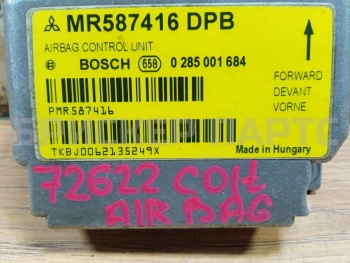 MR587416 DPB
AIRBAG CONTROL UNIT
BOSCH 658 0 285 001 684
FORWARD
DEVANT
VORNE
PMR587416
TKBJ0062135249X
Made in Hungary
72622 COLt
AIR BAG